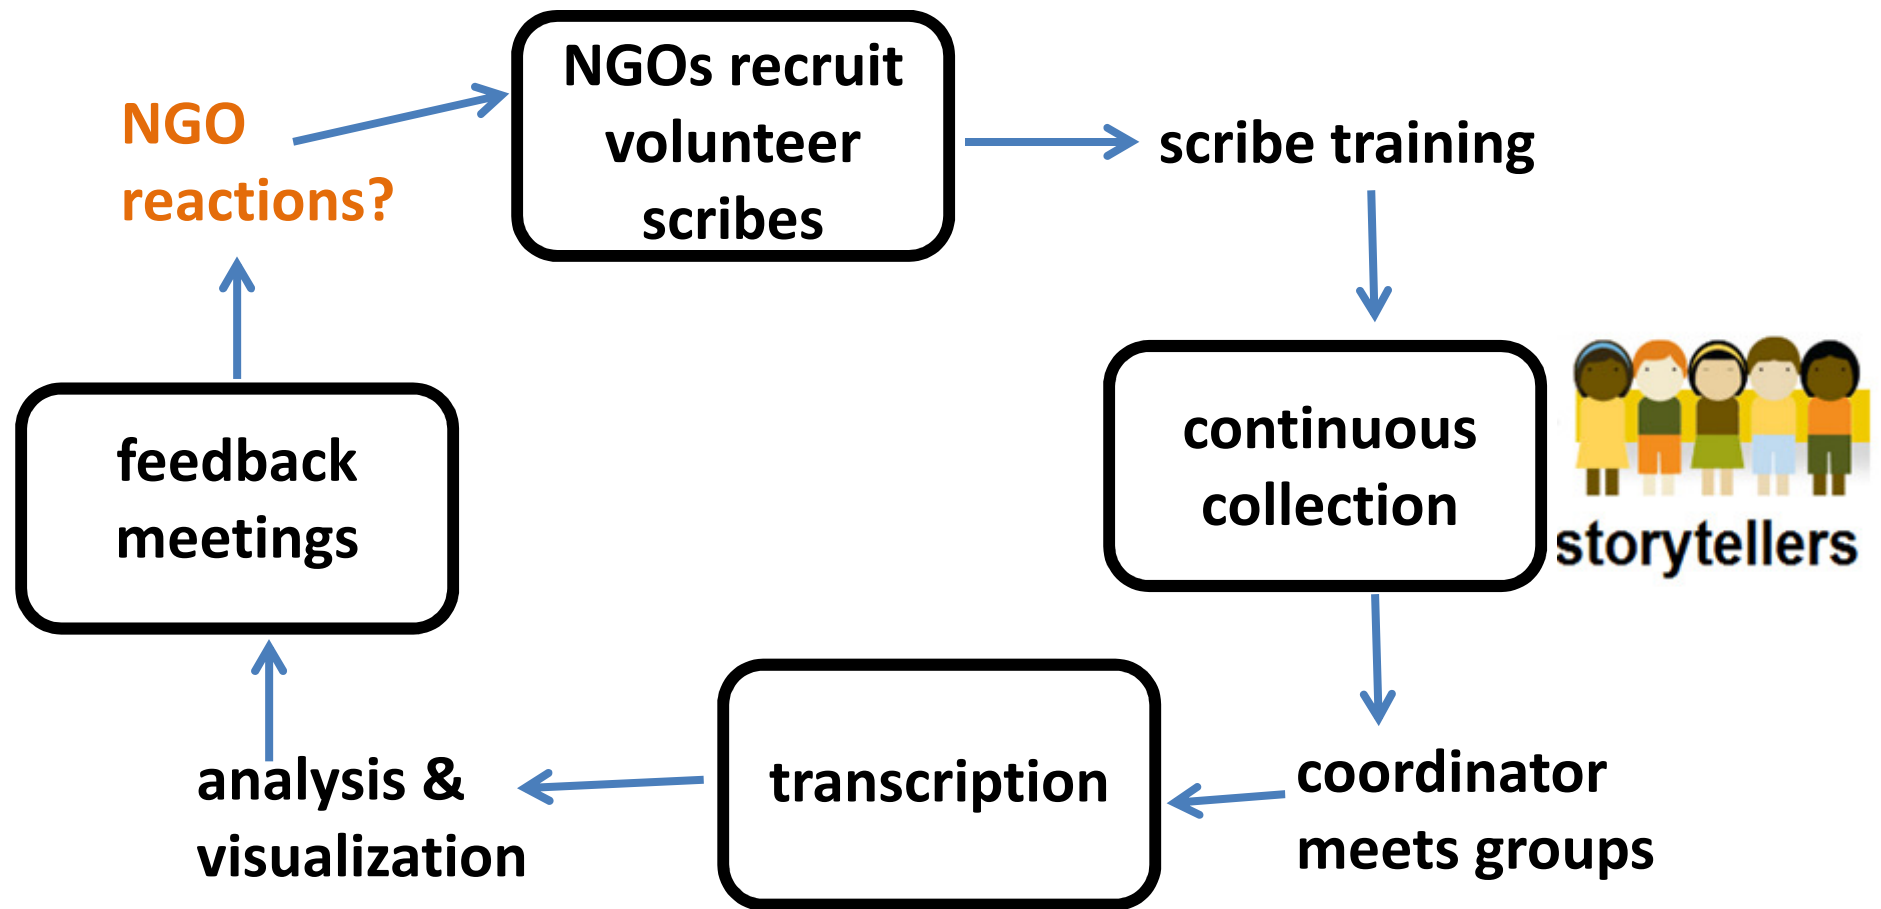 NGOs recruit
volunteer
scribes
scribe training
continuous
collection
storytellers
coordinator
meets groups
transcription
analysis &
visualization
feedback
meetings
NGO
reactions?